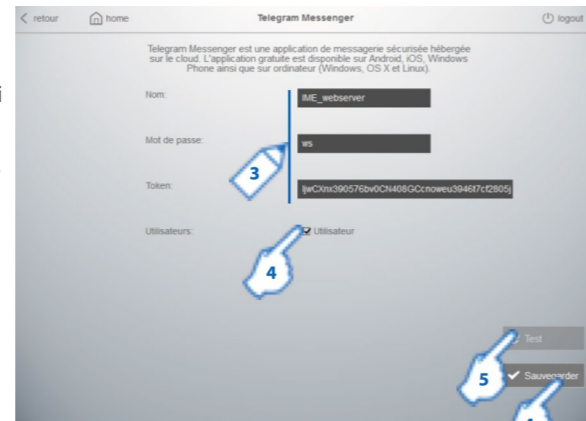 retour
home
Telegram Messenger
logout
Telegram Messenger est une application de messagerie sécurisée hébergée
sur le cloud. L'application gratuite est disponible sur Android, iOS, Windows
Phone ainsi que sur ordinateur (Windows, OS X et Linux).
Nom:
IME_webserver
Mot de passe:
ws
3
Token:
Utilisateurs:
Utilisateur
4
Test
5
Sauvegarder